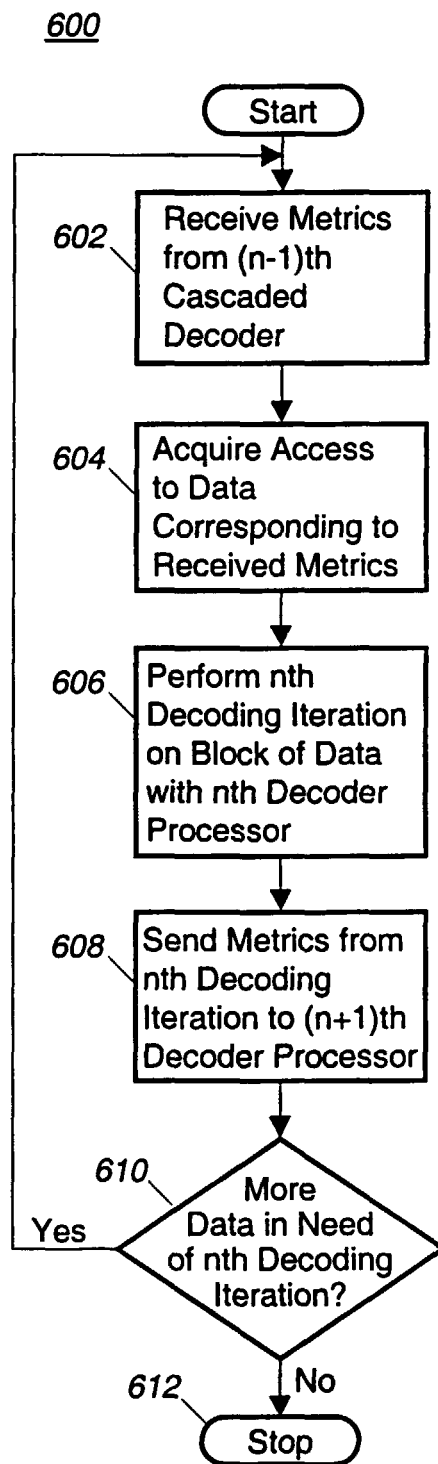 600
Start
602
Receive Metrics
from (n-1)th
Cascaded
Decoder
604
Acquire Access
to Data
Corresponding to
Received Metrics
606
Perform nth
Decoding Iteration
on Block of Data
with nth Decoder
Processor
608
Send Metrics from
nth Decoding
Iteration to (n+1)th
Decoder Processor
610
More
Data in Need
of nth Decoding
Iteration?
Yes
No
612
Stop